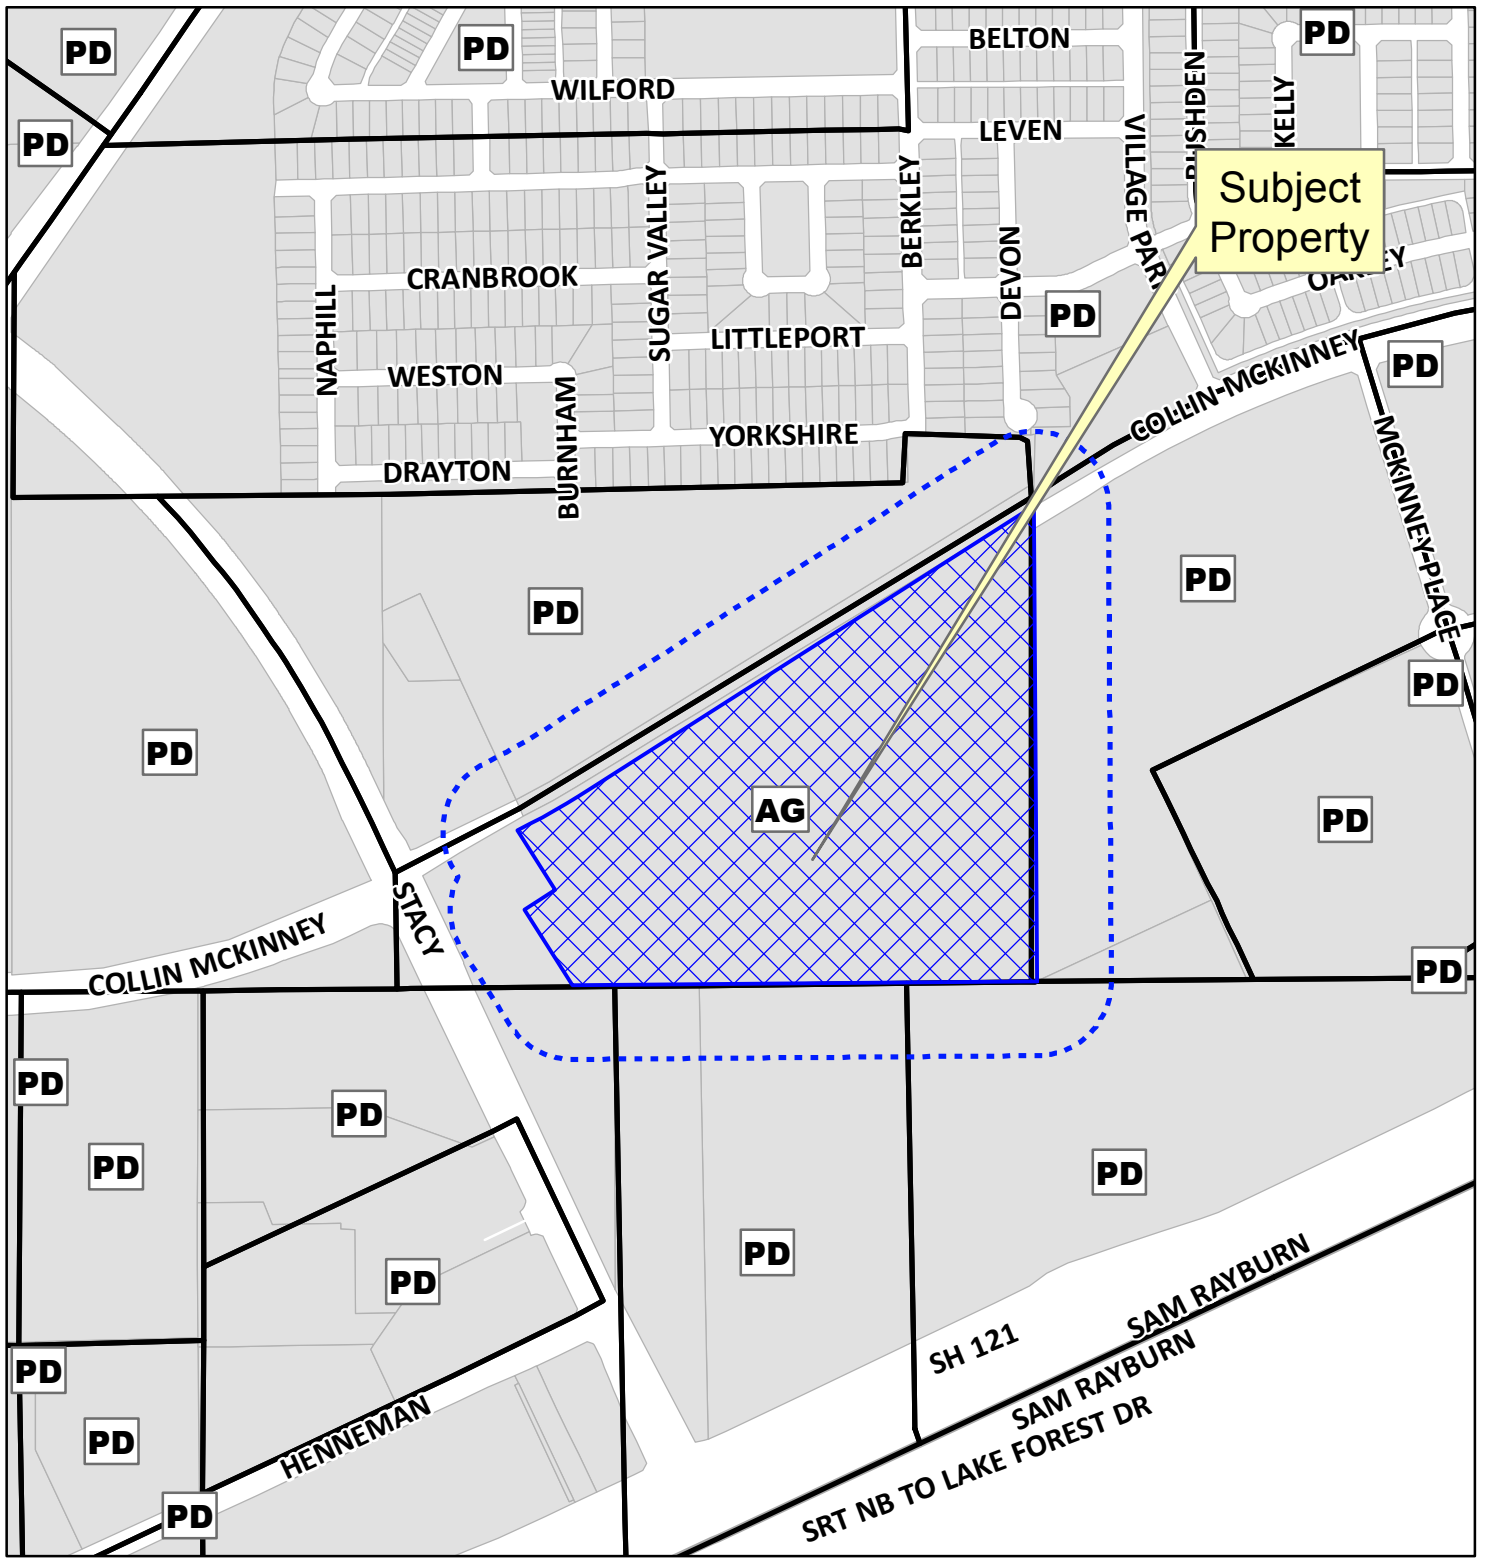 PD
PD
PD
BELTON
WILFORD
PD
LEVEN
VILLAGE PARK
RUSHDEN
KELLY
Subject
Property
SUGAR VALLEY
BERKLEY
DEVON
CRANBROOK
NAPHILL
OAKLEY
PD
LITTLEPORT
WESTON
BURNHAM
COLLIN MCKINNEY
PD
YORKSHIRE
DRAYTON
MCKINNEY PLACE
PD
PD
PD
PD
AG
PD
STACY
COLLIN MCKINNEY
PD
PD
PD
PD
PD
PD
PD
SAM RAYBURN
SH 121
SAM RAYBURN
SRT NB TO LAKE FOREST DR
PD
PD
HENNEMAN
PD